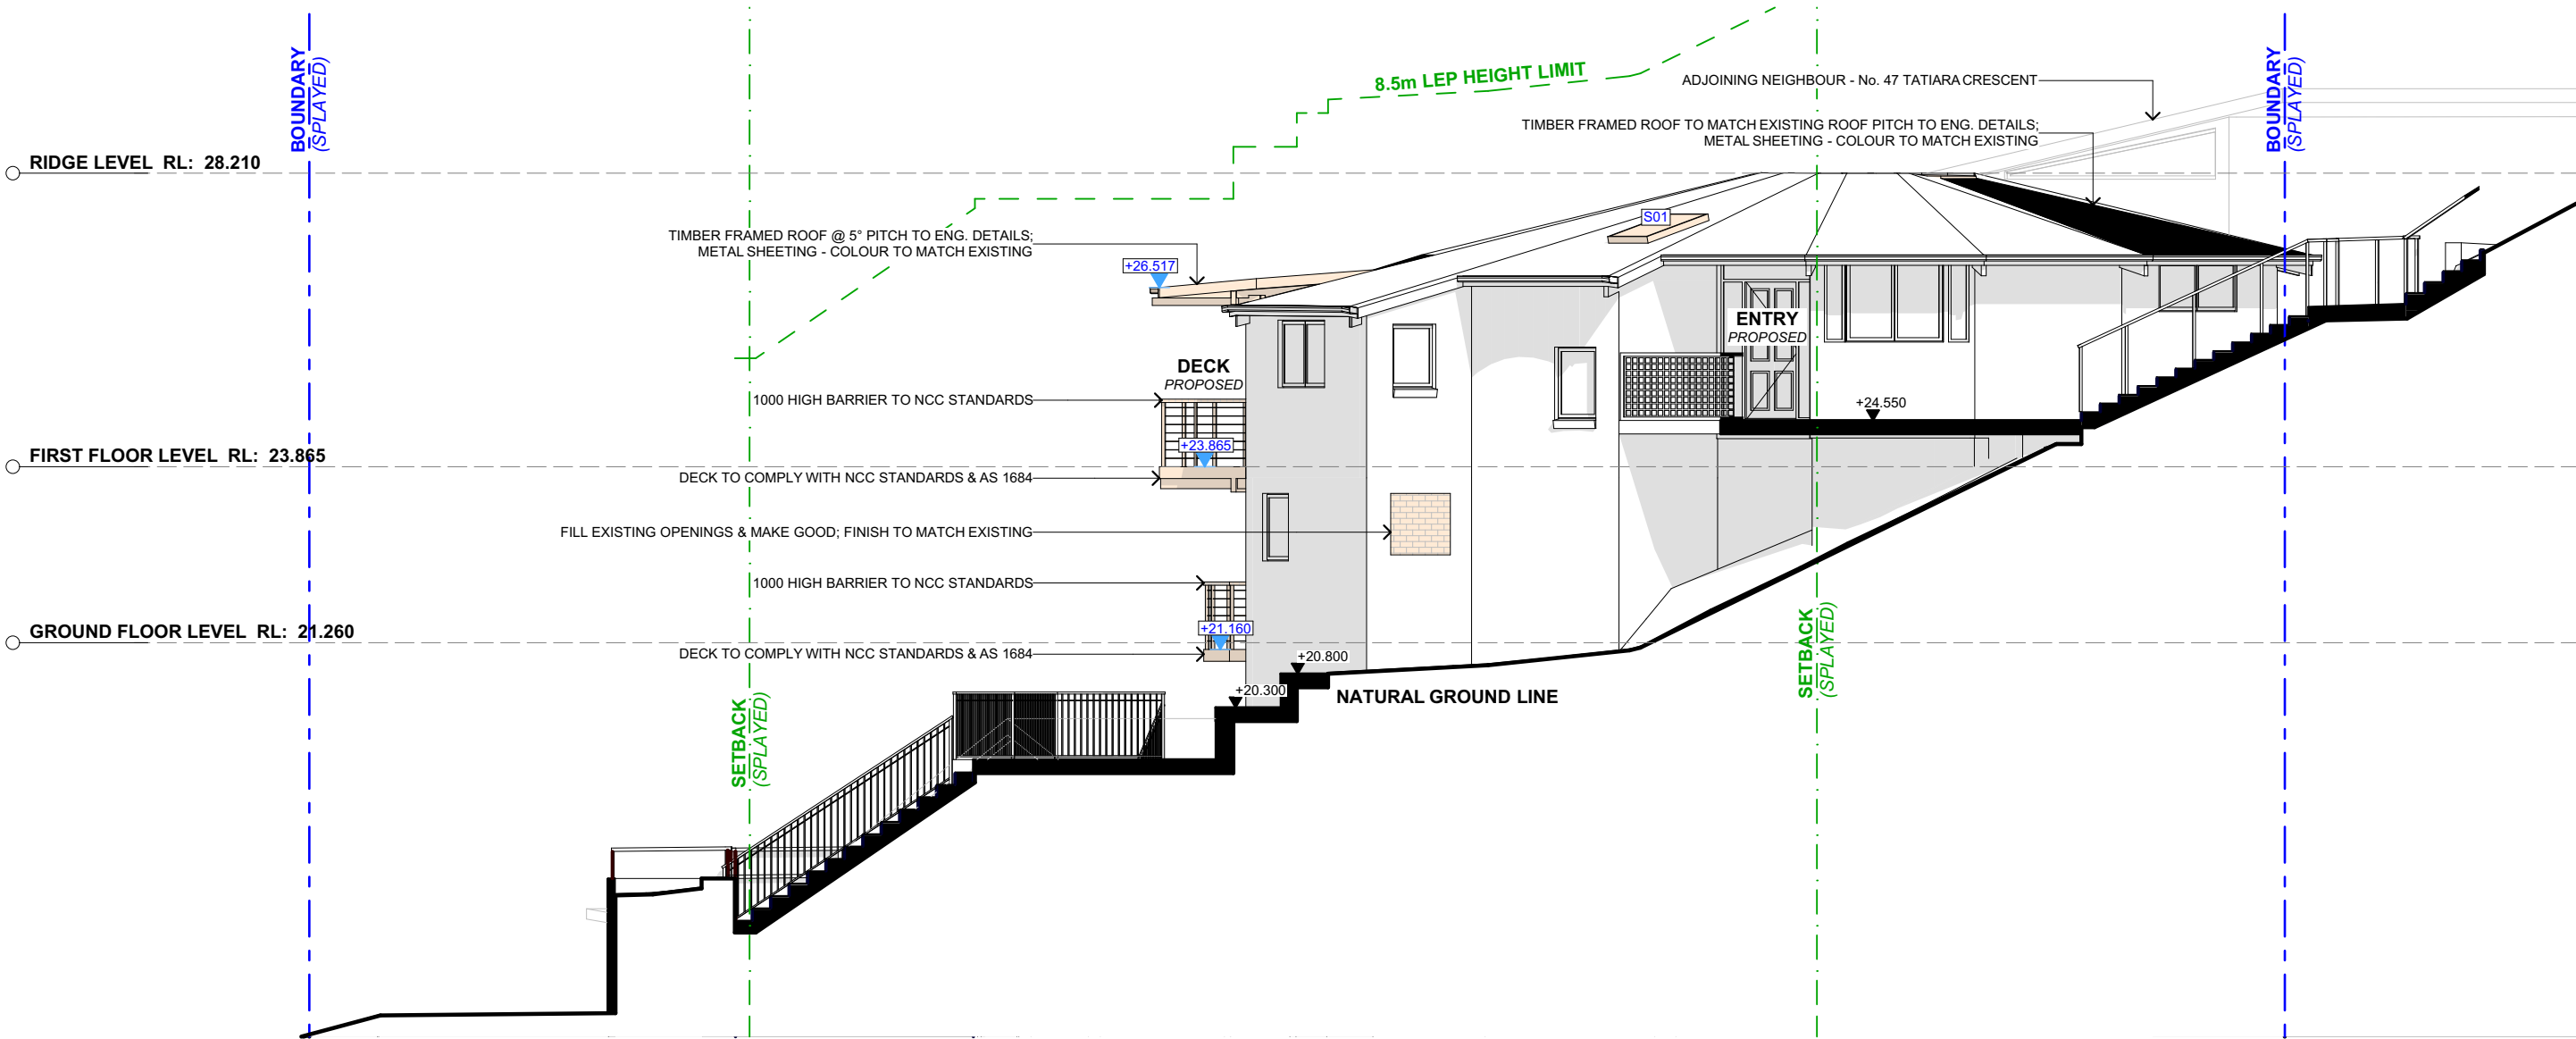 BOUNDARY
(SPLAYED)
8.5m LEP HEIGHT LIMIT
ADJOINING NEIGHBOUR - No. 47 TATIARA CRESCENT
BOUNDARY
(SPLAYED)
TIMBER FRAMED ROOF TO MATCH EXISTING ROOF PITCH TO ENG. DETAILS;
METAL SHEETING - COLOUR TO MATCH EXISTING
RIDGE LEVEL RL: 28.210
S01
TIMBER FRAMED ROOF @ 5° PITCH TO ENG. DETAILS;
METAL SHEETING - COLOUR TO MATCH EXISTING
+26.517
ENTRY
PROPOSED
DECK
PROPOSED
1000 HIGH BARRIER TO NCC STANDARDS
+24.550
+23.865
FIRST FLOOR LEVEL RL: 23.865
DECK TO COMPLY WITH NCC STANDARDS & AS 1684
FILL EXISTING OPENINGS & MAKE GOOD; FINISH TO MATCH EXISTING
1000 HIGH BARRIER TO NCC STANDARDS
+21.160
GROUND FLOOR LEVEL RL: 21.260
DECK TO COMPLY WITH NCC STANDARDS & AS 1684
+20.800
+20.300
NATURAL GROUND LINE
SETBACK
(SPLAYED)
SETBACK
(SPLAYED)